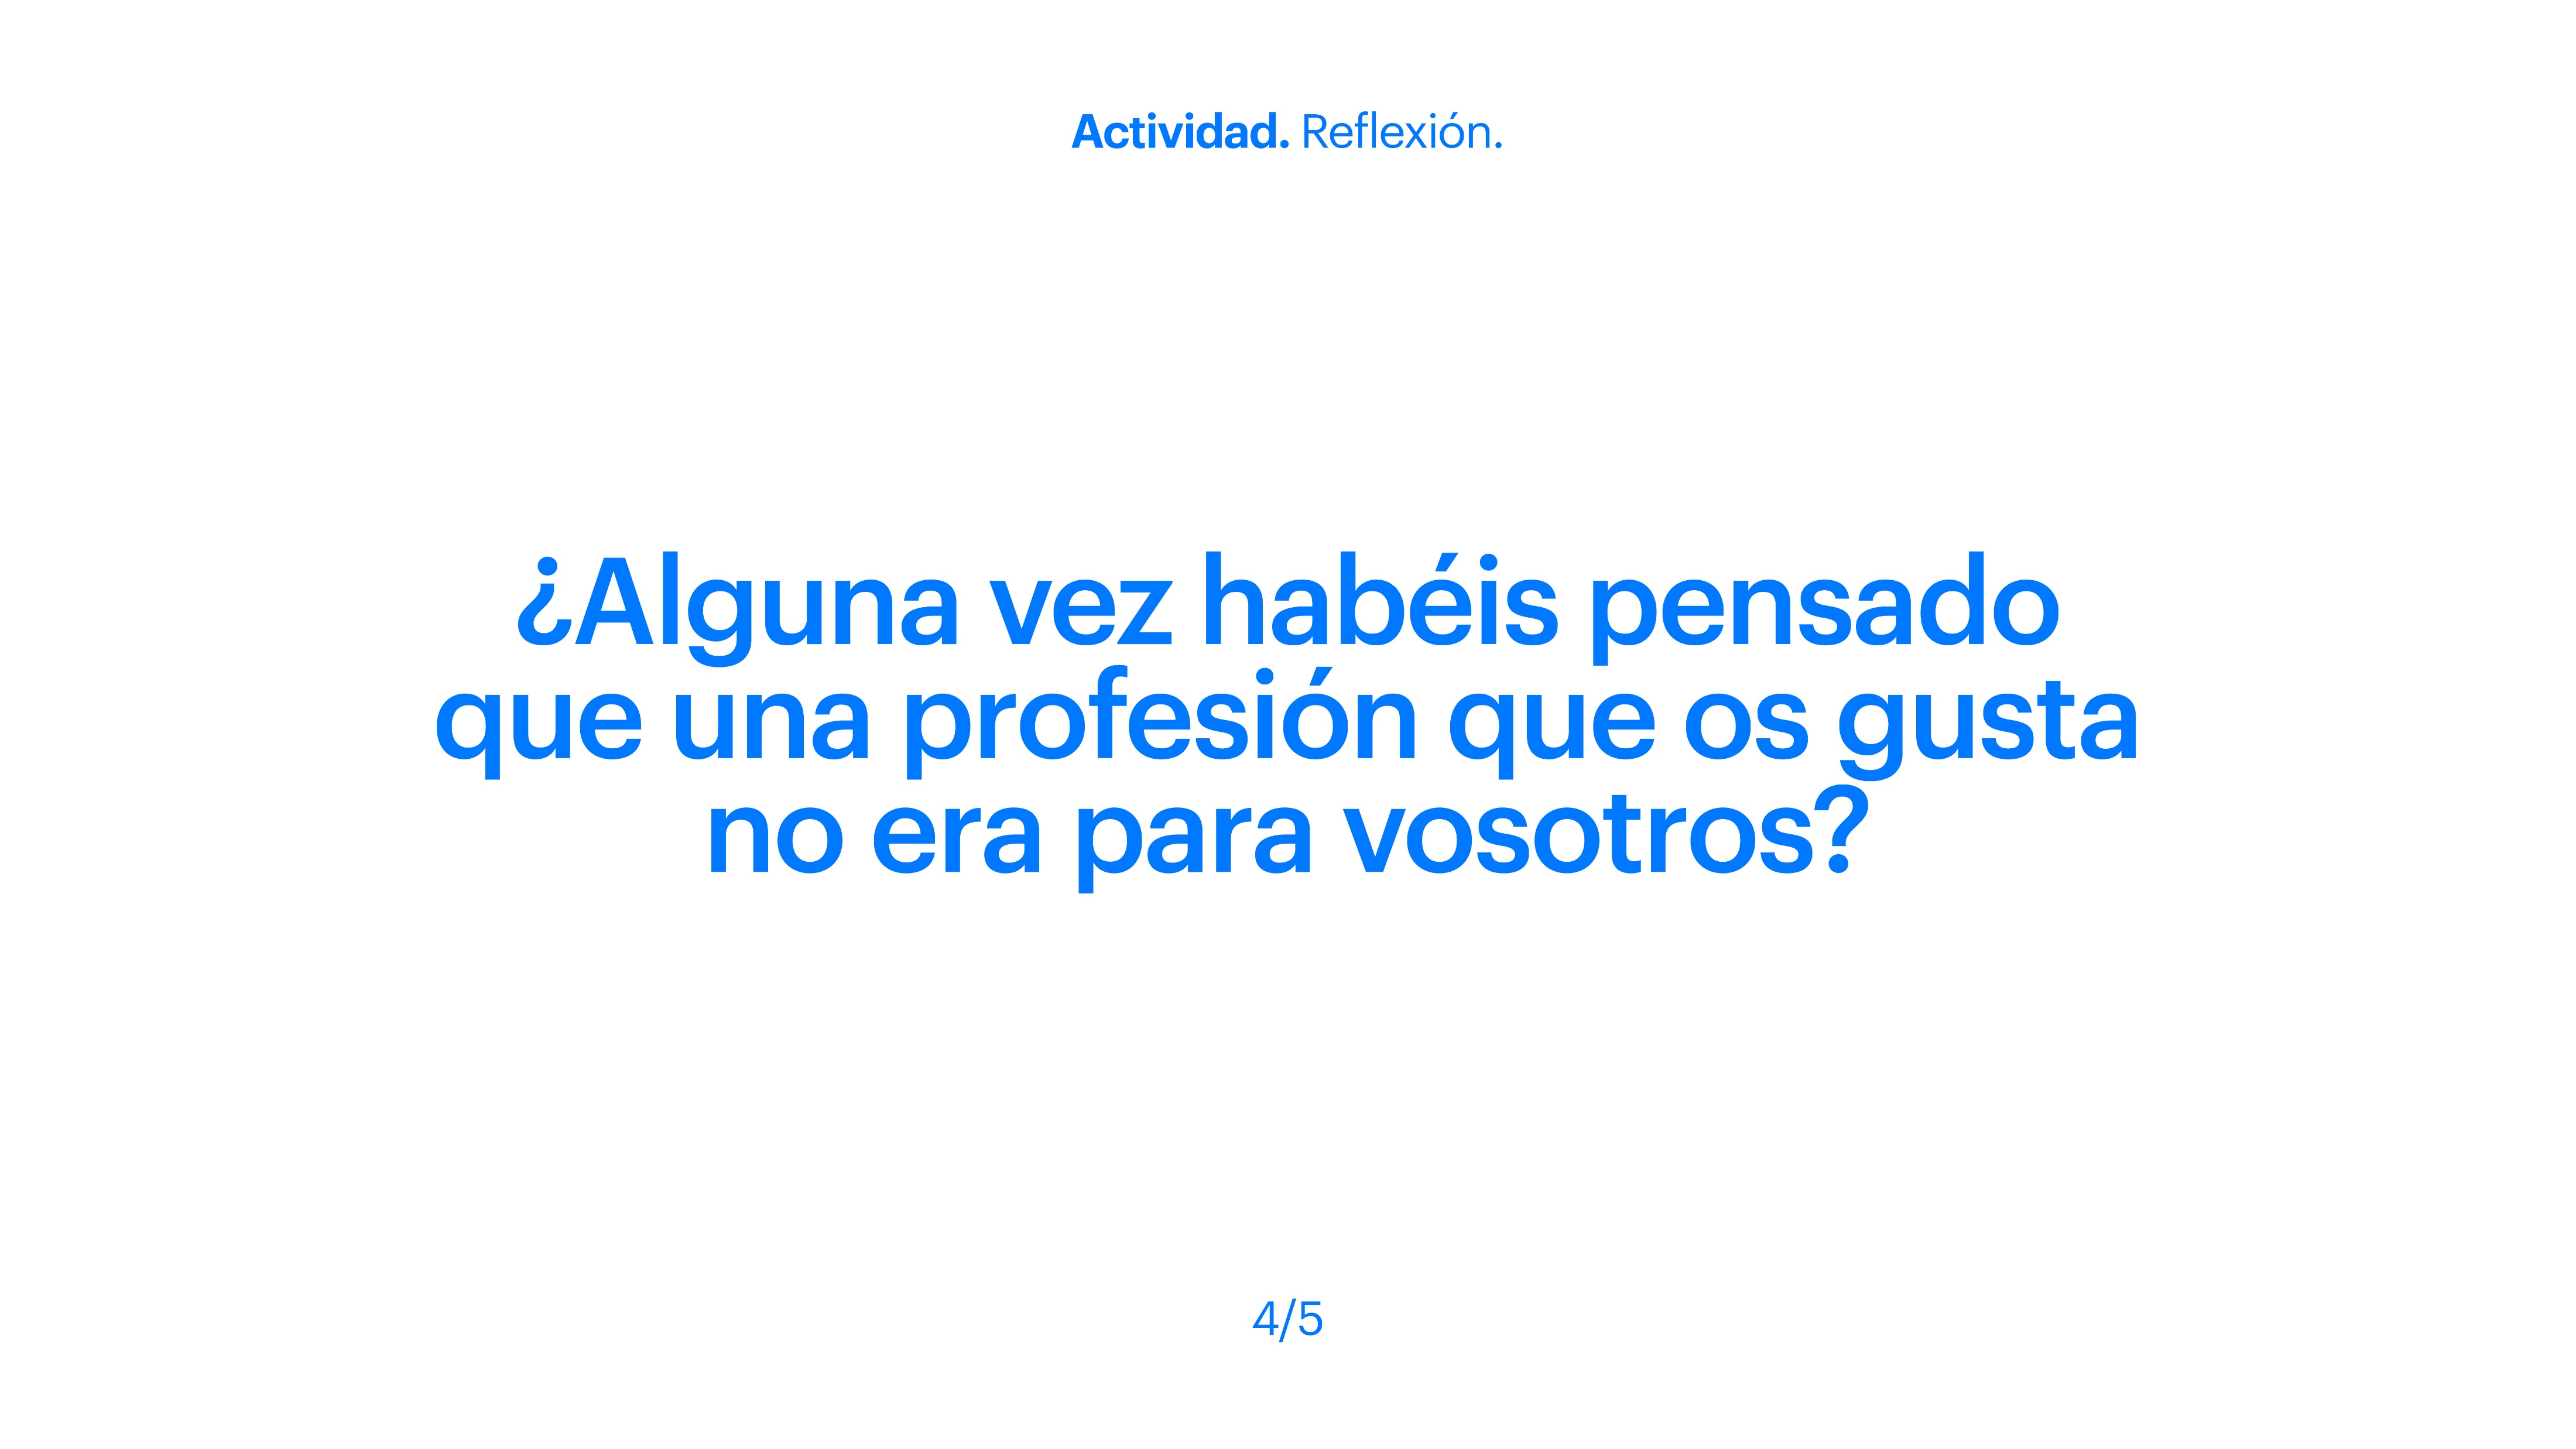 Actividad. Reflexión.
¿Alguna vez habéis pensado
que una profesión que os gusta
no era para vosotros?
4/5